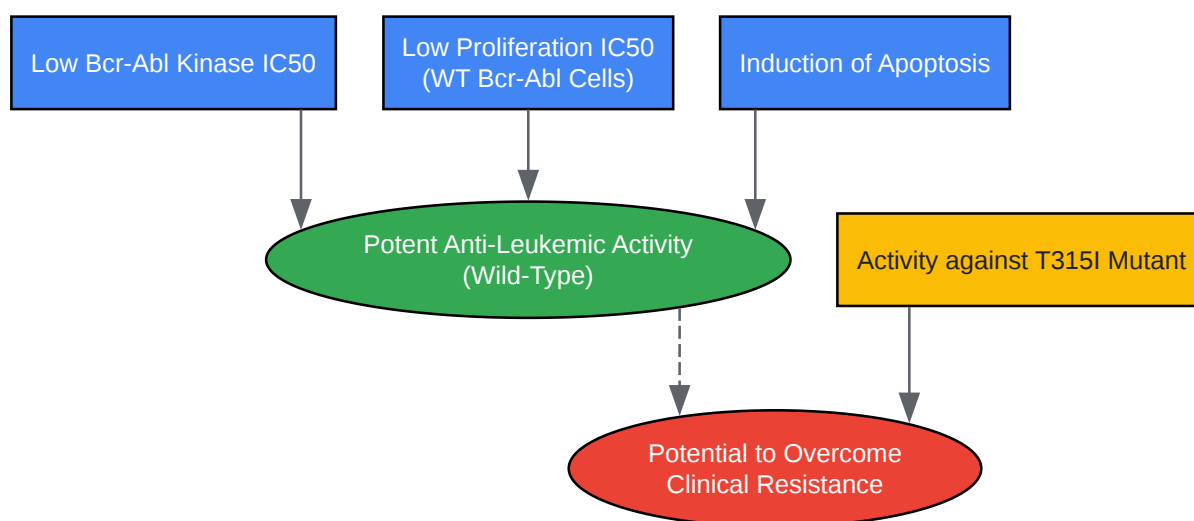 Low Bcr-Abl Kinase IC50
Low Proliferation IC50
(WT Bcr-Abl Cells)
Induction of Apoptosis
Potent Anti-Leukemic Activity
(Wild-Type)
Activity against T315I Mutant
Potential to Overcome
Clinical Resistance